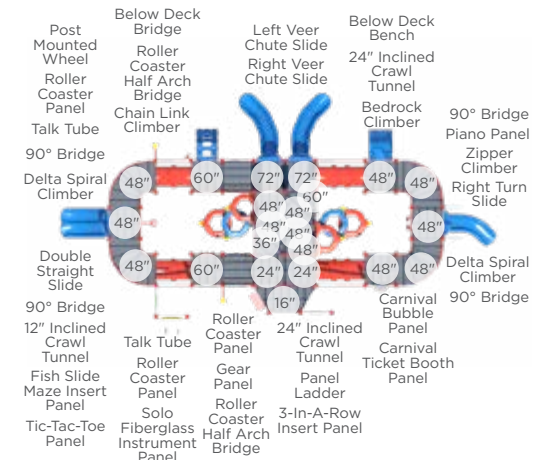 Post
Mounted
Wheel
Roller
Coaster
Panel
Talk Tube
90° Bridge
Delta Spiral
Climber
Below Deck
Bridge
Roller
Coaster
Half Arch
Bridge
Chain Link
Climber
Left Veer
Chute Slide
Right Veer
Chute Slide
Below Deck
Bench
24" Inclined
Crawl
Tunnel
Bedrock
Climber
90° Bridge
Piano Panel
Zipper
Climber
Right Turn
Slide
48"
60"
72"
72"
48"
48"
60"
48"
48"
48"
48"
48"
48"
36"
48"
48"
60"
24"
24"
48"
48"
16"
Double
Straight
Slide
90° Bridge
12" Inclined
Crawl
Tunnel
Fish Slide
Maze Insert
Panel
Tic-Tac-Toe
Panel
Talk Tube
Roller
Coaster
Panel
Solo
Fiberglass
Instrument
Panel
Roller
Coaster
Panel
Gear
Panel
Roller
Coaster
Half Arch
Bridge
24" Inclined
Crawl
Tunnel
Panel
Ladder
3-In-A-Row
Insert Panel
Carnival
Bubble
Panel
Carnival
Ticket Booth
Panel
Delta Spiral
Climber
90° Bridge